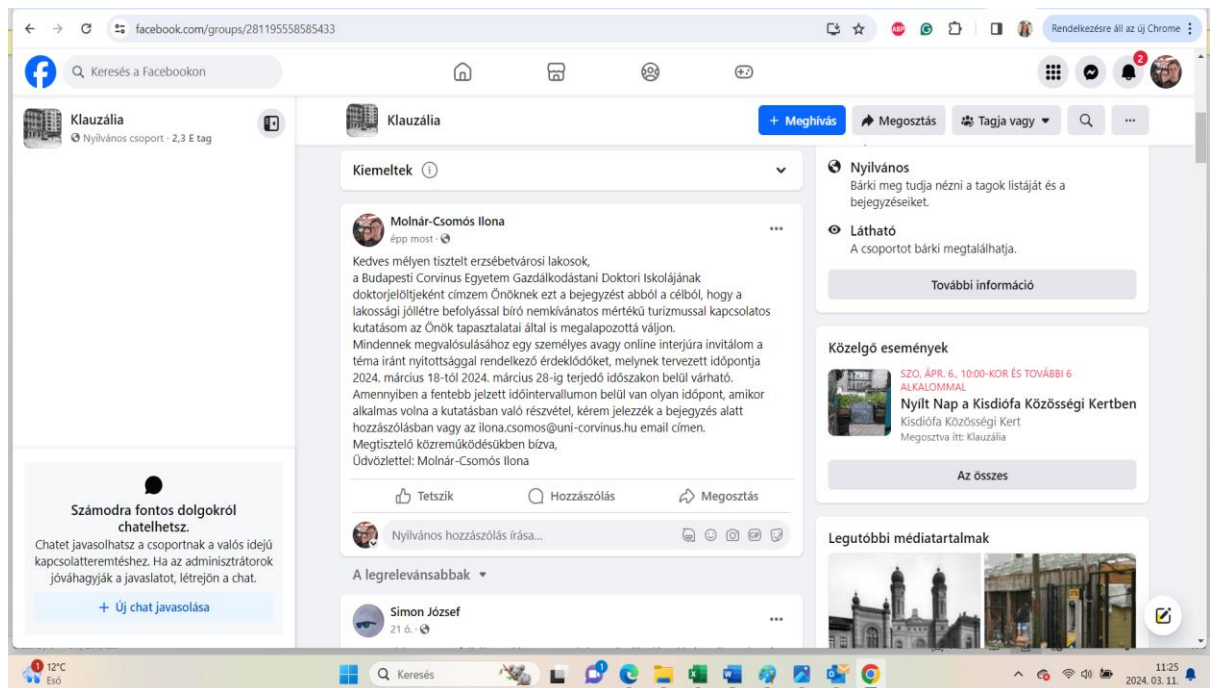 facebook.com/groups/281195558585433
Rendelkezésre áll az új Chrome
Keresés a Facebookon
2
Klauzália
Nyilvános csoport · 2,3 E tag
Klauzália
+ Meghívás
Megosztás
Tagja vagy
Kiemeltek
Molnár-Csomós Ilona
épp most ·
Kedves mélyen tisztelt erzsébetvárosi lakosok,
a Budapesti Corvinus Egyetem Gazdálkodástani Doktori Iskolájának
doktorjelöltjeként címzem Önöknek ezt a bejegyzést abból a célból, hogy a
lakossági jóllétre befolyással bíró nemkívánatos mértékű turizmussal kapcsolatos
kutatásom az Önök tapasztalatai által is megalapozottá váljon.
Mindennek megvalósulásához egy személyes avagy online interjúra invitálom a
téma iránt nyitottsággal rendelkező érdeklődőket, melynek tervezett időpontja
2024. március 18-tól 2024. március 28-ig terjedő időszakon belül várható.
Amennyiben a fentebb jelzett időintervallumon belül van olyan időpont, amikor
alkalmas volna a kutatásban való részvétel, kérem jelezzék a bejegyzés alatt
hozzászólásban vagy az ilona.csomos@uni-corvinus.hu email címen.
Megtisztelő közreműködésükben bízva,
Üdvözlettel: Molnár-Csomós Ilona
Tetszik
Hozzászólás
Megosztás
Nyilvános hozzászólás írása...
A legrelevánsabbak
Simon József
21 ó. ·
Nyilvános
Bárki meg tudja nézni a tagok listáját és a
bejegyzéseiket.
Látható
A csoportot bárki megtalálhatja.
További információ
Közelgő események
SZO, ÁPR. 6., 10:00-KOR ÉS TOVÁBBI 6
ALKALOMMAL
Nyílt Nap a Kisdiófa Közösségi Kertben
Kisdiófa Közösségi Kert
Megosztva itt: Klauzália
Az összes
Legutóbbi médiatartalmak
Számodra fontos dolgokról
chatelhetsz.
Chatet javasolhatsz a csoportnak a valós idejű
kapcsolatteremtéshez. Ha az adminisztrátorok
jóváhagyják a javaslatot, létrejön a chat.
+ Új chat javasolása
1
12°C
Eső
Keresés
11:25
2024. 03. 11.